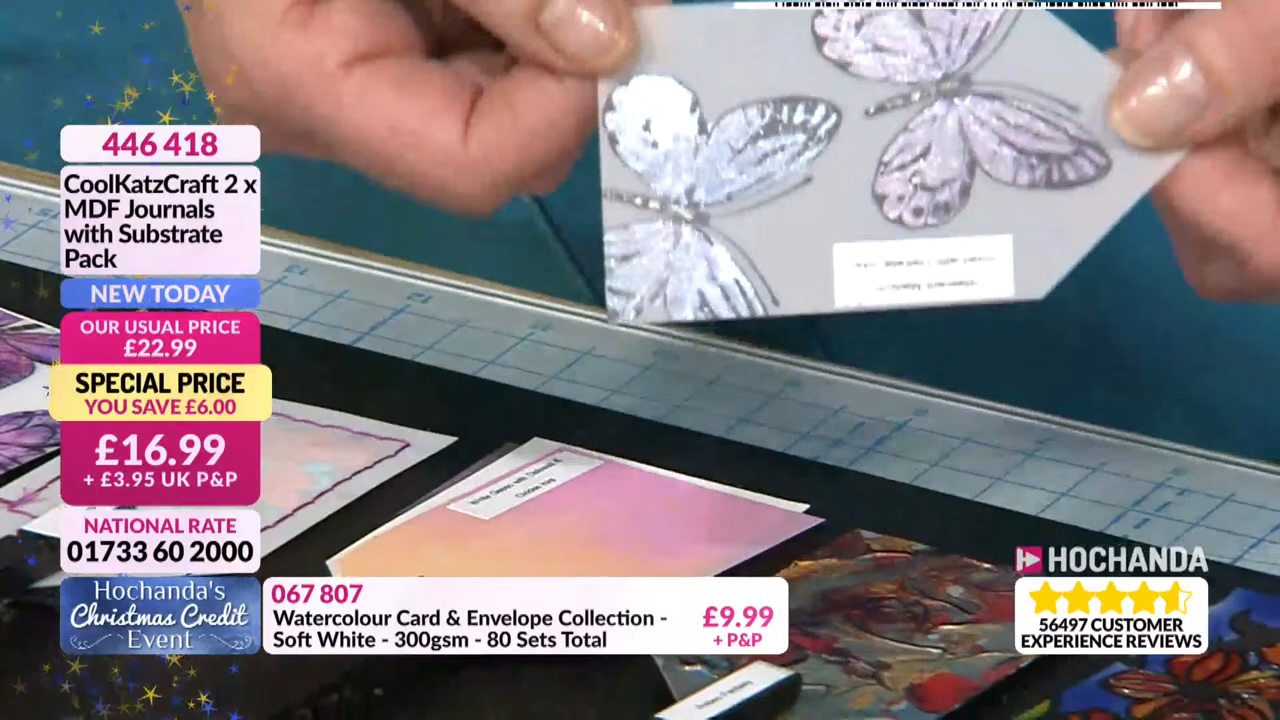 446 418
CoolKatzCraft 2 x
MDF Journals
with Substrate
Pack
NEW TODAY
OUR USUAL PRICE
£22.99
SPECIAL PRICE
YOU SAVE £6.00
£16.99
+ £3.95 UK P&P
NATIONAL RATE
01733 60 2000
Hochanda's
Christmas Credit
Event
067 807
Watercolour Card & Envelope Collection -
Soft White - 300gsm - 80 Sets Total
£9.99
+ P&P
HOCHANDA
56497 CUSTOMER
EXPERIENCE REVIEWS
13
12